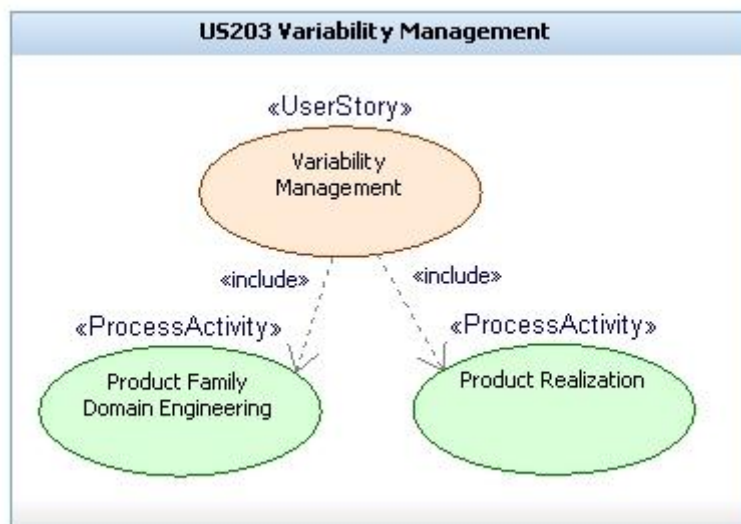 US203 Variability Management
«UserStory»
Variability
Management
«include»
«include»
«ProcessActivity»
«ProcessActivity»
Product Family
Domain Engineering
Product Realization